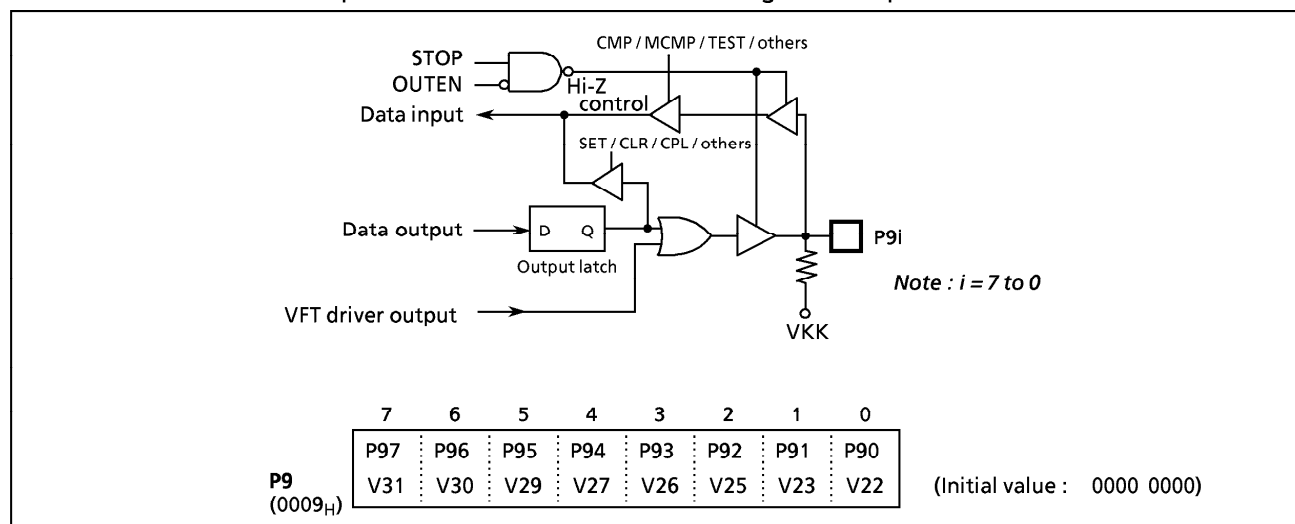 CMP / MCMP / TEST / others
STOP
OUTEN
Hi-Z
control
Data input
SET / CLR / CPL / others
Data output
D Q
P9i
Output latch
Note : i = 7 to 0
VFT driver output
VKK
7 6 5 4 3 2 1 0
P97 P96 P95 P94 P93 P92 P91 P90
P9 V31 V30 V29 V27 V26 V25 V23 V22 (Initial value : 0000 0000)
(0009H)